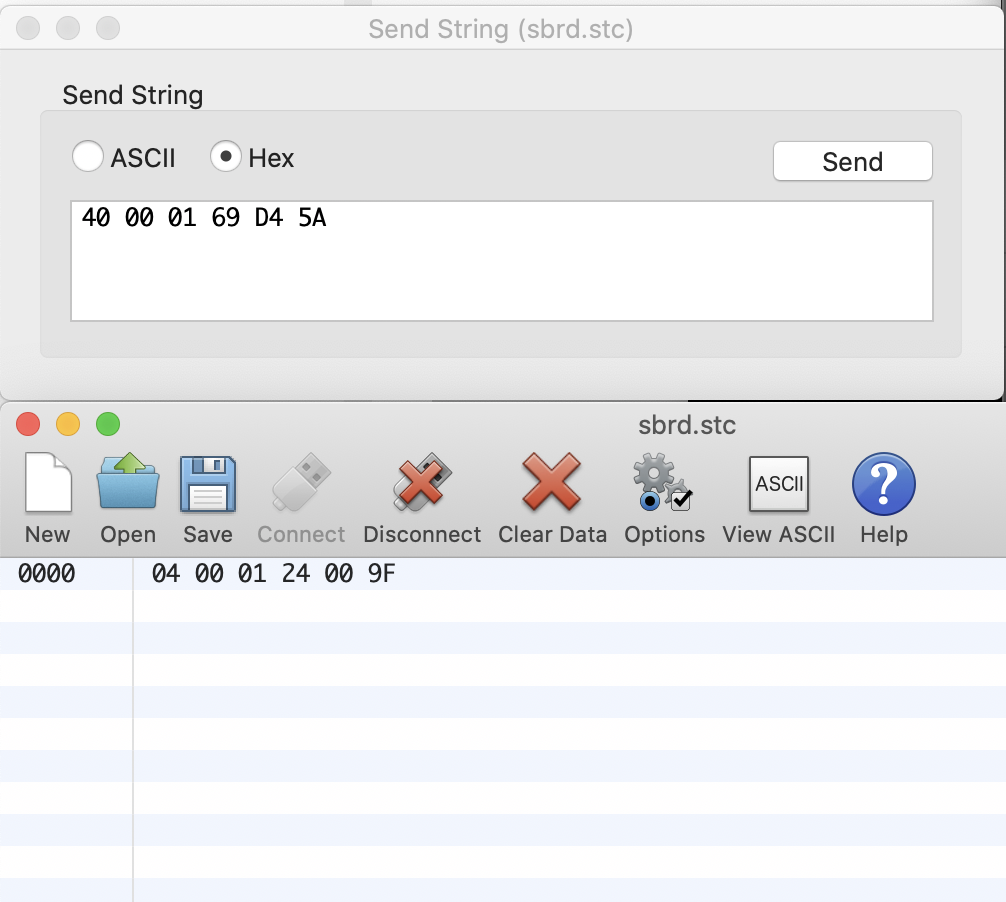 Send String (sbrd.stc)
Send String
ASCII Hex Send
40 00 01 69 D4 5A
sbrd.stc
ASCII
New Open Save Connect Disconnect Clear Data Options View ASCII Help
0000 04 00 01 24 00 9F